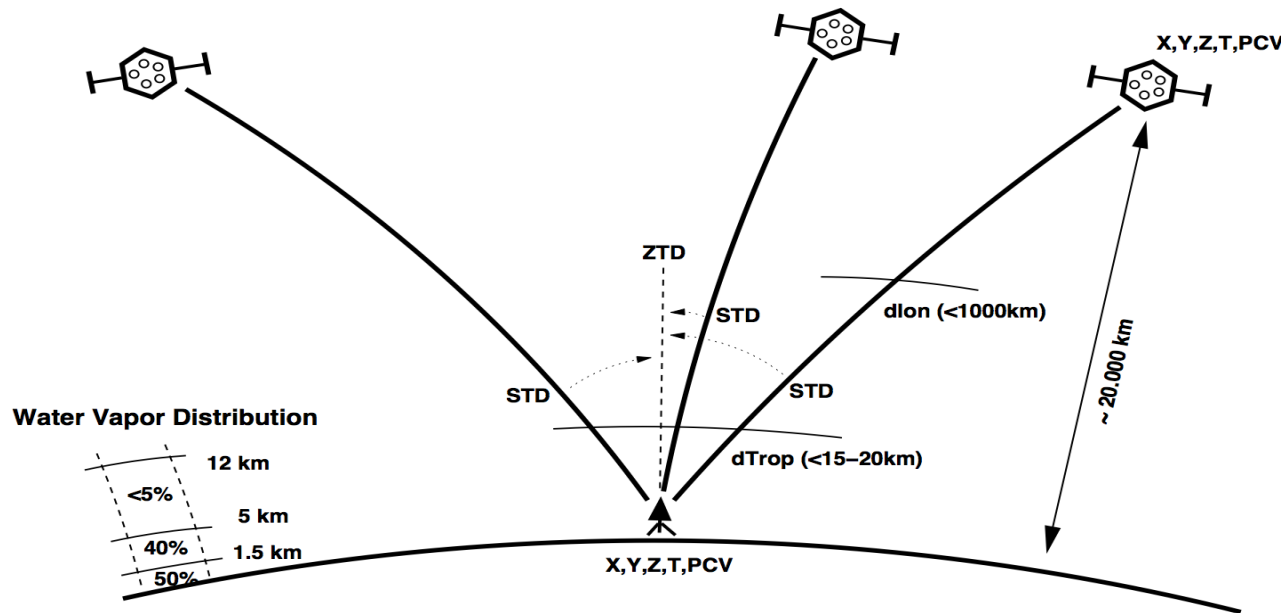 X,Y,Z,T,PCV
ZTD
STD
dIon (<1000km)
STD
STD
~ 20.000 km
Water Vapor Distribution
dTrop (<15–20km)
12 km
<5%
5 km
40%
1.5 km
50%
X,Y,Z,T,PCV